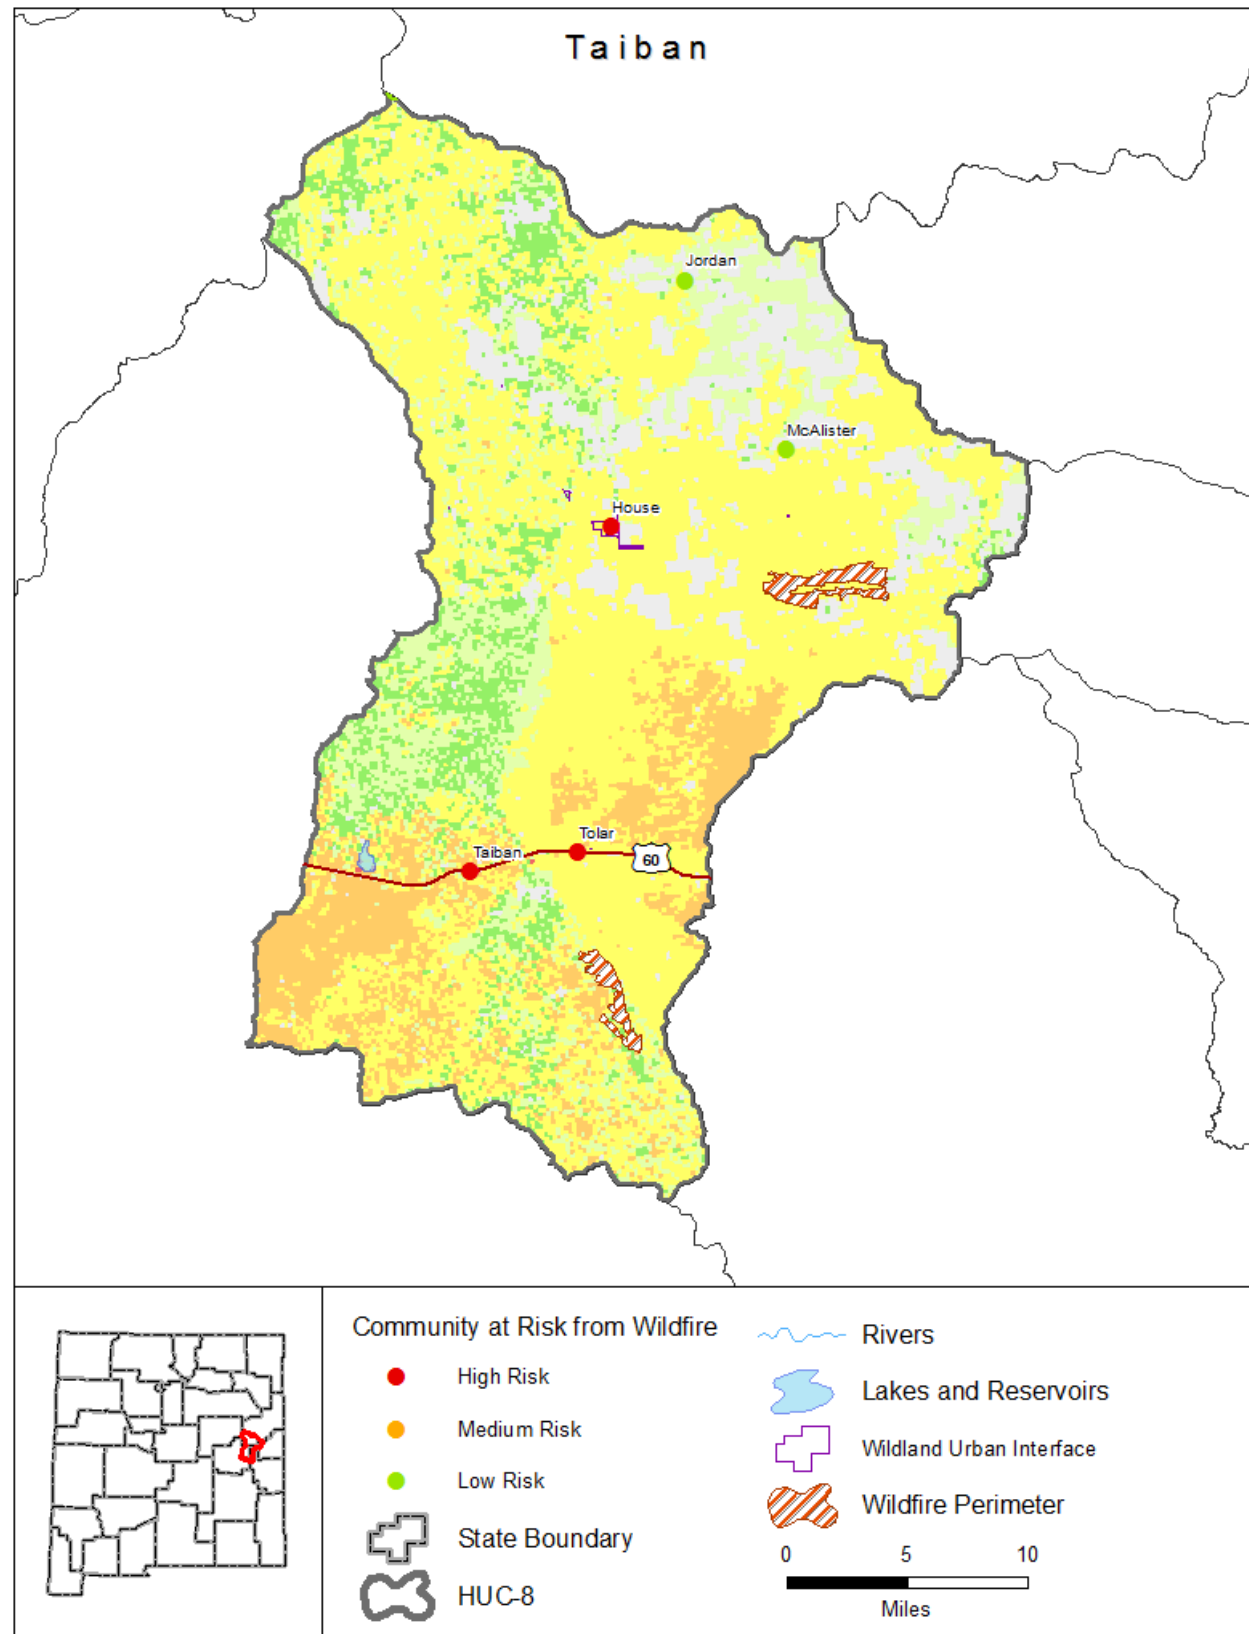 Taiban
Jordan
McAlister
House
Tolar
Taiban
60
Community at Risk from Wildfire
High Risk
Medium Risk
Low Risk
State Boundary
HUC-8
Rivers
Lakes and Reservoirs
Wildland Urban Interface
Wildfire Perimeter
0 5 10
Miles